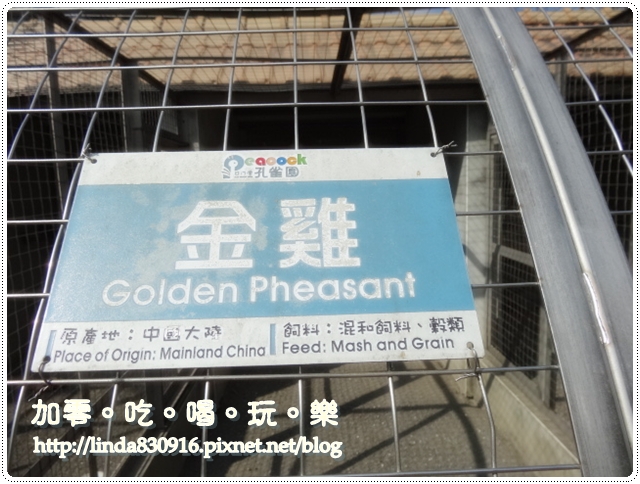 Peacock
孔雀園
金雞
Golden Pheasant
原產地：中國大陸
Place of Origin: Mainland China
飼料：混和飼料、穀類
Feed: Mash and Grain
加零。吃。喝。玩。樂
http://linda830916.pixnet.net/blog